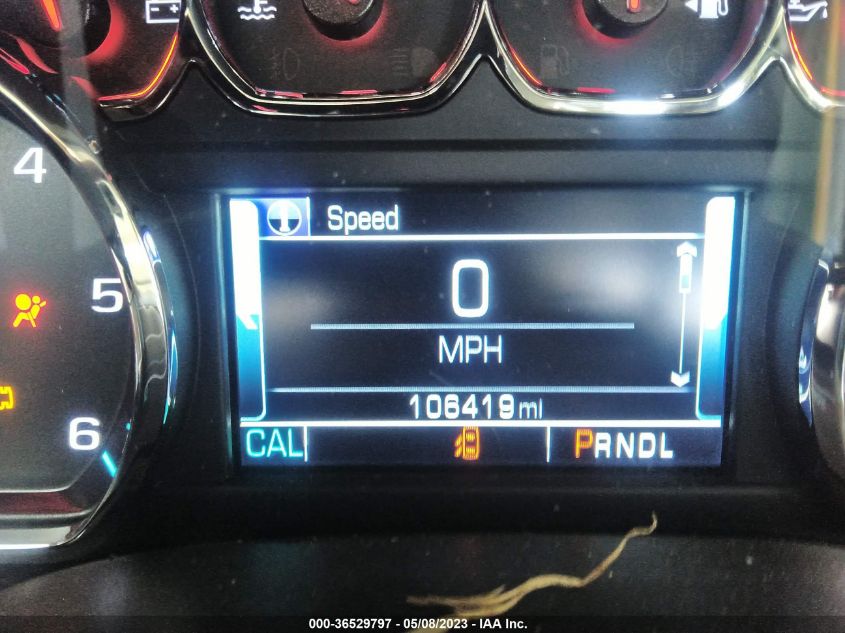 4
5
6
Speed
0
MPH
106419 mi
CAL
PRNDL
000-36529797 - 05/08/2023 - IAA Inc.